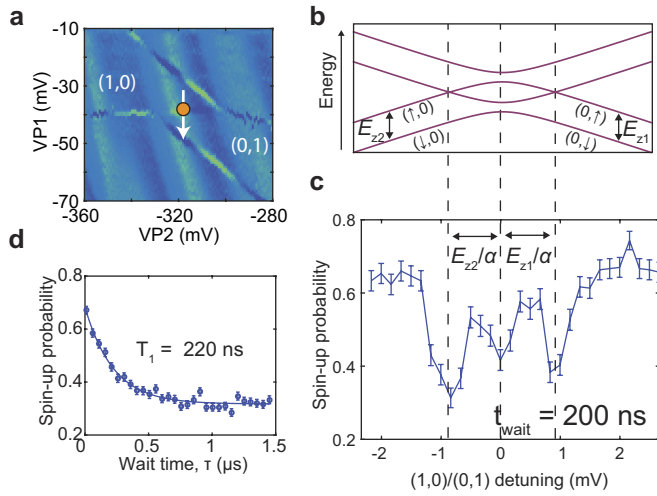 a
-10
(1,0)
VP1 (mV)
-40
(0,1)
-70
-360
-320
-280
VP2 (mV)
b
Energy
(↑,0)
(0,↑)
E_z2
E_z1
(↓,0)
(0,↓)
c
0.8
E_z2/α
E_z1/α
Spin-up probability
0.6
0.4
t_wait = 200 ns
0.2
-2
-1
0
1
2
(1,0)/(0,1) detuning (mV)
d
0.8
Spin-up probability
0.6
T_1 = 220 ns
0.4
0.2
0
0.5
1.0
1.5
Wait time, τ (μs)